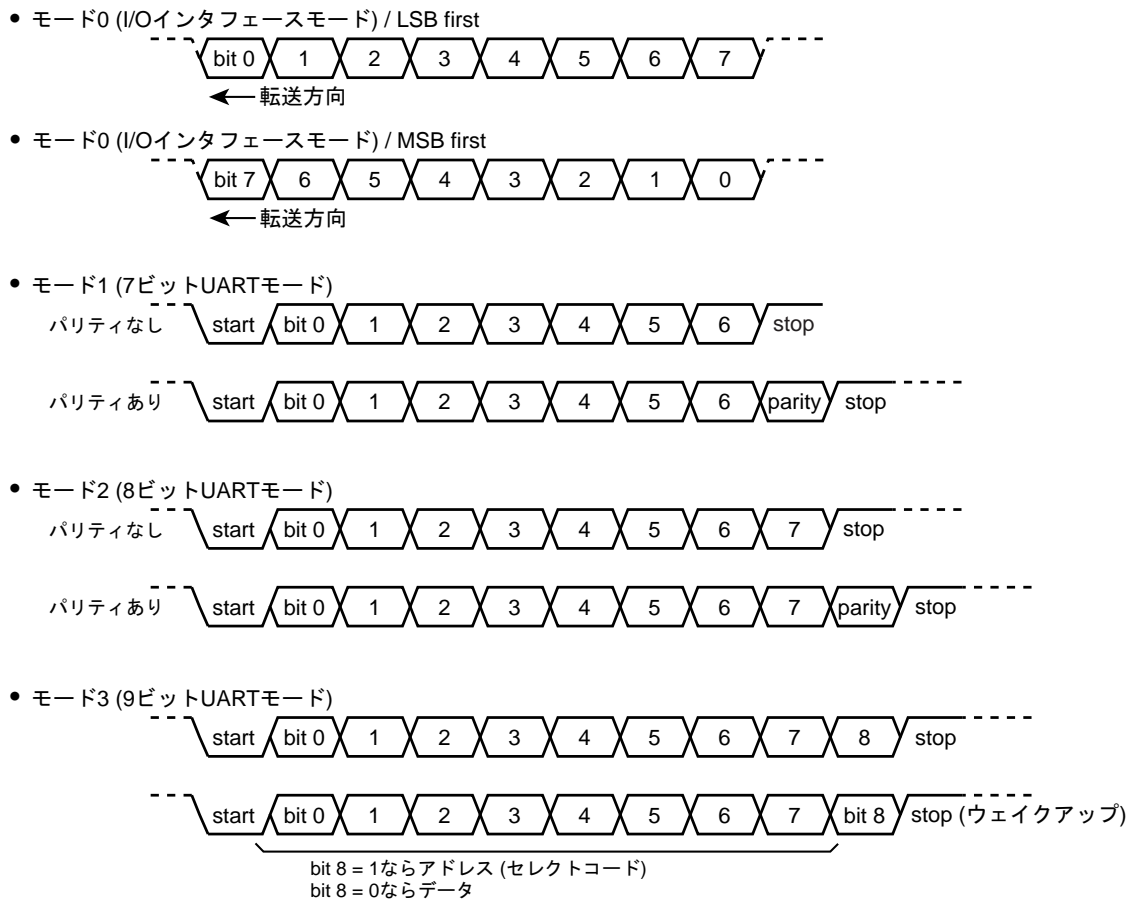 ● モード0 (I/Oインタフェースモード) / LSB first
bit 0 1 2 3 4 5 6 7
転送方向
● モード0 (I/Oインタフェースモード) / MSB first
bit 7 6 5 4 3 2 1 0
転送方向
● モード1 (7ビットUARTモード)
パリティなし start bit 0 1 2 3 4 5 6 stop
パリティあり start bit 0 1 2 3 4 5 6 parity stop
● モード2 (8ビットUARTモード)
パリティなし start bit 0 1 2 3 4 5 6 7 stop
パリティあり start bit 0 1 2 3 4 5 6 7 parity stop
● モード3 (9ビットUARTモード)
start bit 0 1 2 3 4 5 6 7 8 stop
start bit 0 1 2 3 4 5 6 7 bit 8 stop (ウェイクアップ)
bit 8 = 1ならアドレス (セレクトコード)
bit 8 = 0ならデータ